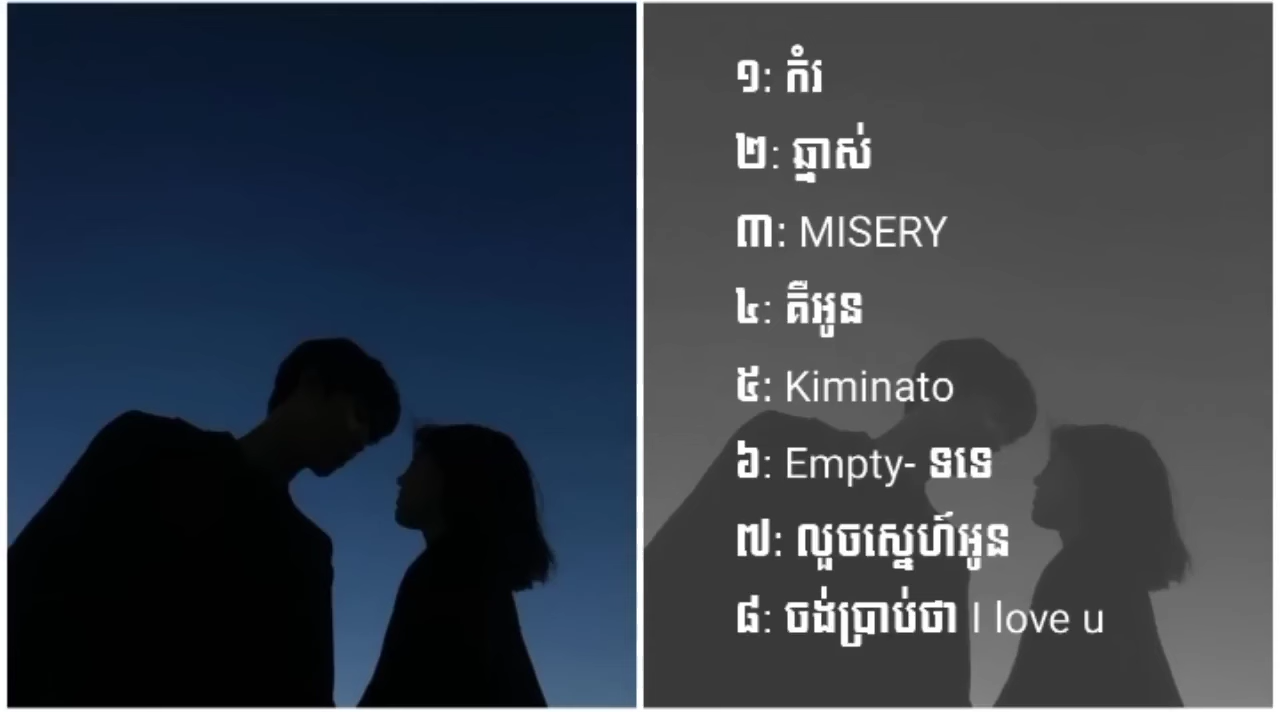 ១: កំរ
២: ឆ្នាស់
៣: MISERY
៤: គឺអូន
៥: Kiminato
៦: Empty- ទទេ
៧: លួចស្នេហ៍អូន
៨: ចង់ប្រាប់ថា I love u